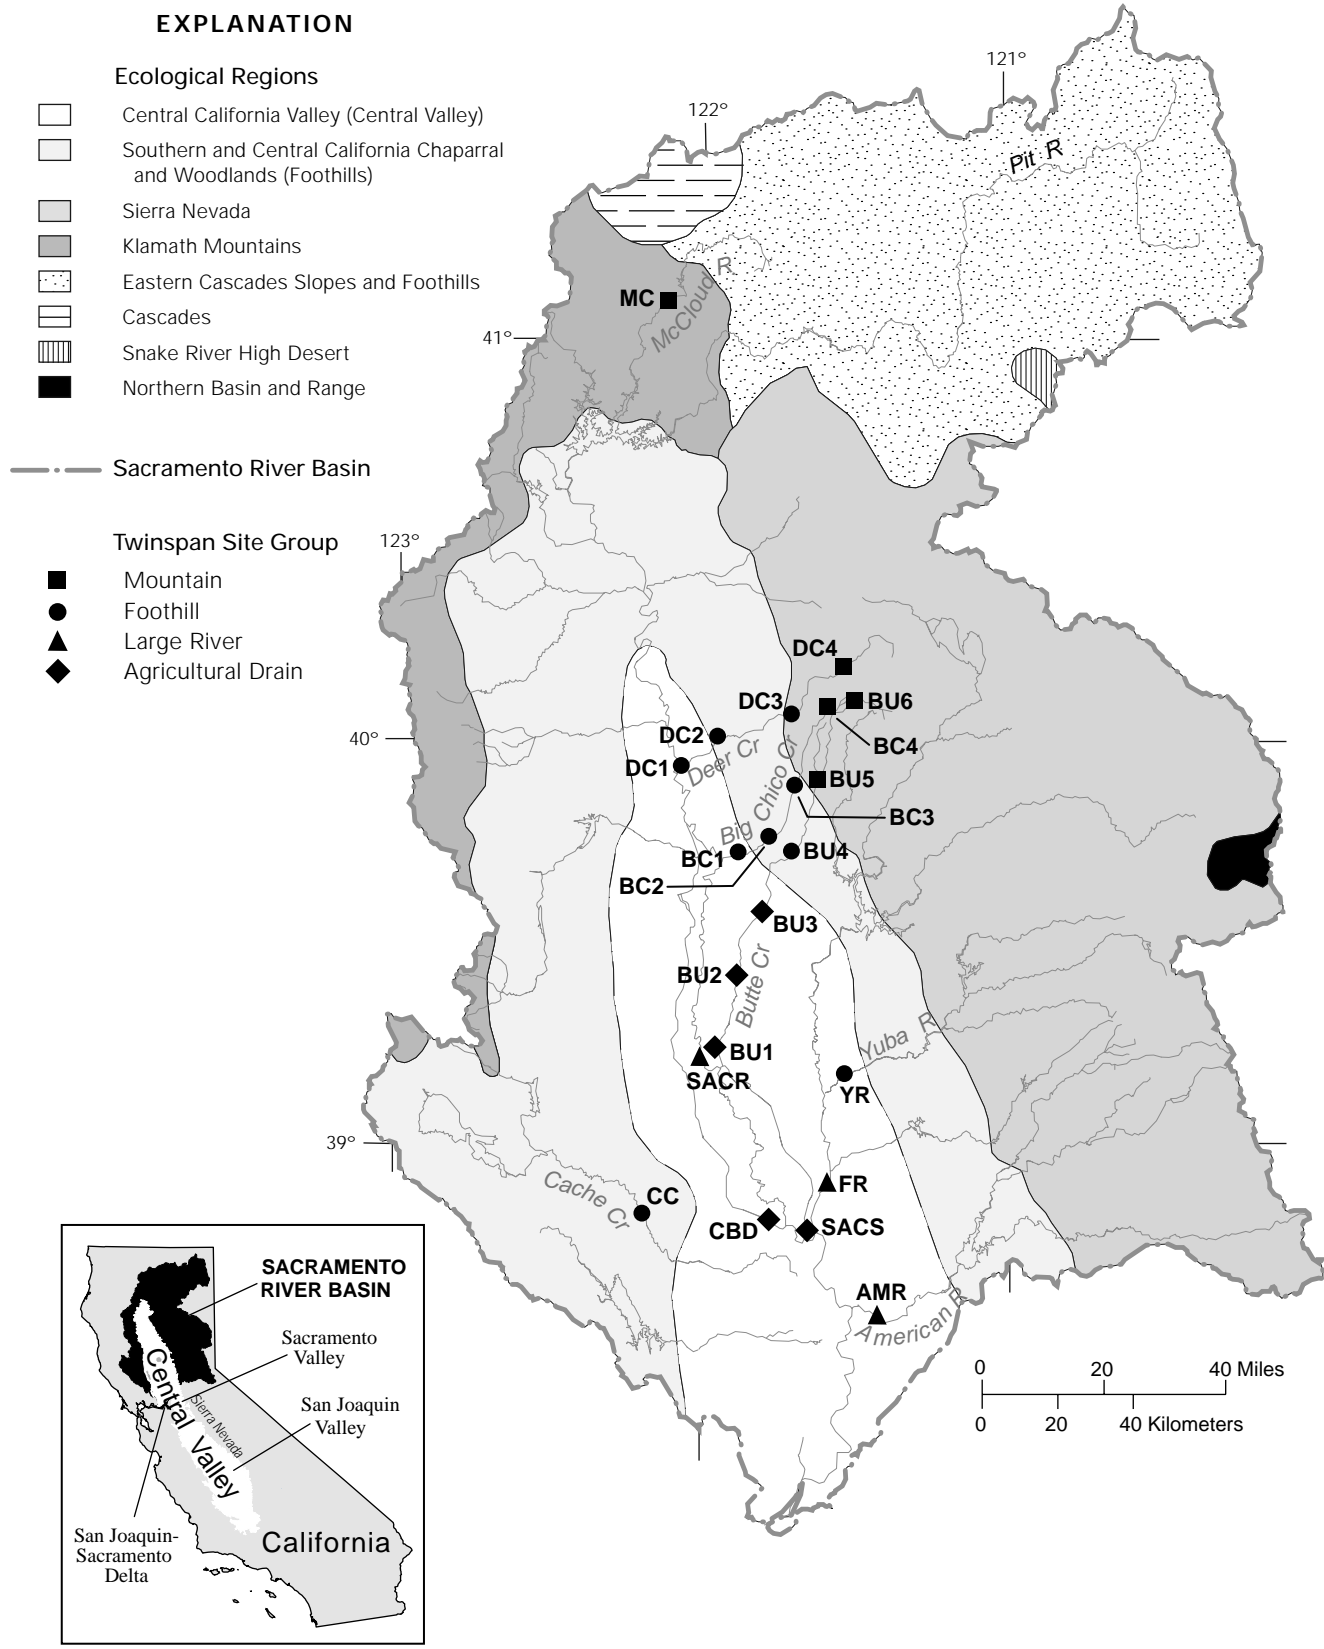 EXPLANATION
Ecological Regions
Central California Valley (Central Valley)
Southern and Central California Chaparral
and Woodlands (Foothills)
Sierra Nevada
Klamath Mountains
Eastern Cascades Slopes and Foothills
Cascades
Snake River High Desert
Northern Basin and Range
Sacramento River Basin
Twinspan Site Group
Mountain
Foothill
Large River
Agricultural Drain
121°
122°
Pit R
McCloud R
MC
41°
123°
DC4
DC3
BU6
DC2
BC4
40°
Deer Cr
DC1
BU5
Big Chico Cr
BC3
BC1
BU4
BC2
BU3
BU2
Butte Cr
Yuba R
BU1
SACR
YR
39°
Cache Cr
CC
FR
CBD
SACS
AMR
American R
0 20 40 Miles
0 20 40 Kilometers
SACRAMENTO
RIVER BASIN
Sacramento
Valley
Central Valley
Sierra Nevada
San Joaquin
Valley
San Joaquin-
Sacramento
Delta
California